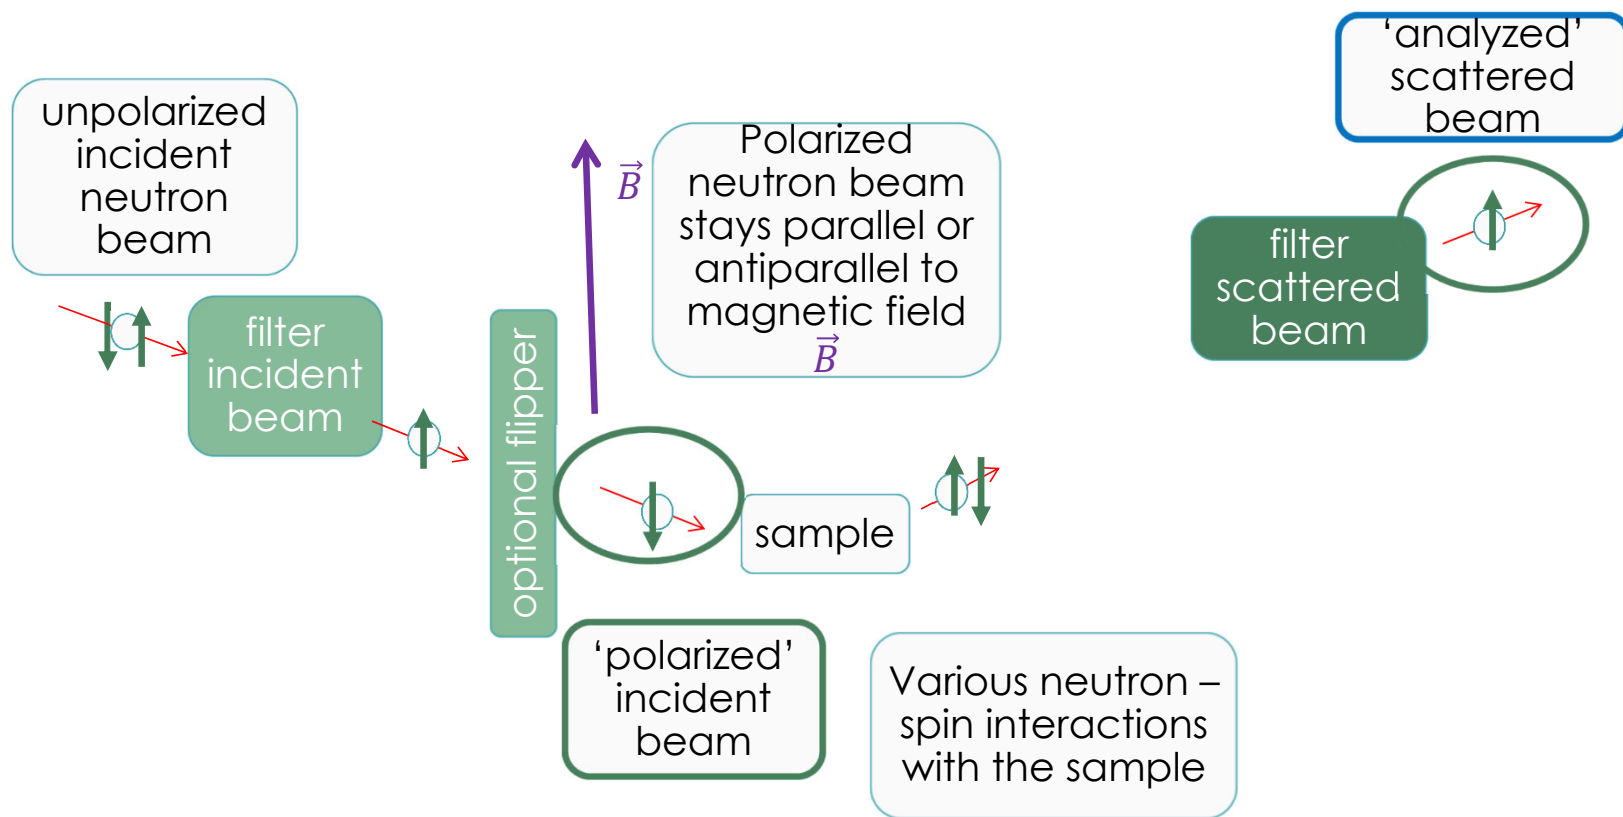 unpolarized
incident
neutron
beam
filter
incident
beam
optional flipper
B⃗
Polarized
neutron beam
stays parallel or
antiparallel to
magnetic field
B⃗
sample
‘polarized’
incident
beam
Various neutron –
spin interactions
with the sample
filter
scattered
beam
‘analyzed’
scattered
beam